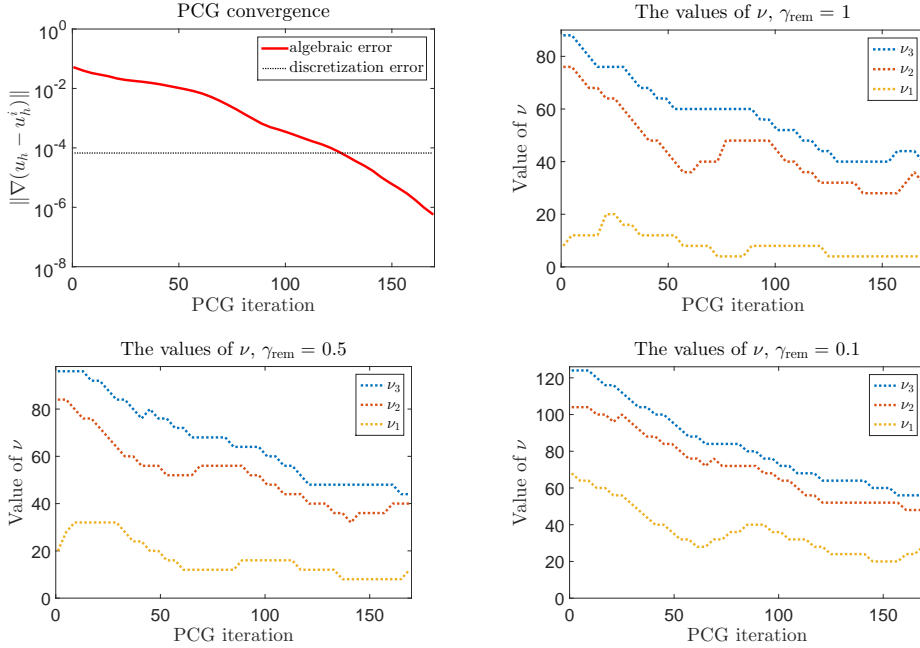 PCG convergence
10^0
10^-2
10^-4
10^-6
10^-8
‖∇(u_h − u_h^i)‖
algebraic error
discretization error
0 50 100 150
PCG iteration
The values of ν, γ_rem = 1
80
60
40
20
0
Value of ν
ν_3
ν_2
ν_1
0 50 100 150
PCG iteration
The values of ν, γ_rem = 0.5
80
60
40
20
0
Value of ν
ν_3
ν_2
ν_1
0 50 100 150
PCG iteration
The values of ν, γ_rem = 0.1
120
100
80
60
40
20
0
Value of ν
ν_3
ν_2
ν_1
0 50 100 150
PCG iteration